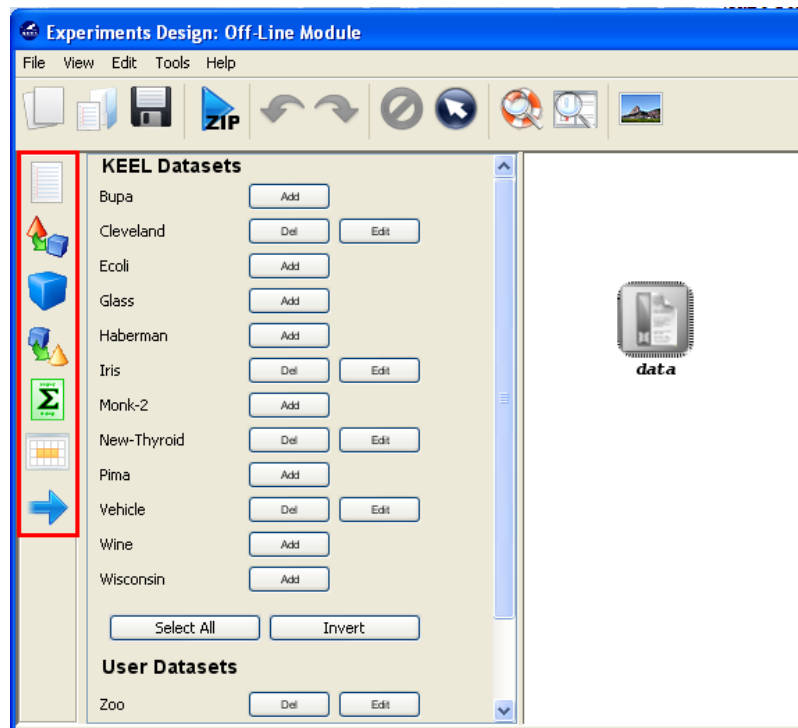 Experiments Design: Off-Line Module
File View Edit Tools Help
ZIP
KEEL Datasets
Bupa Add
Cleveland Del Edit
Ecoli Add
Glass Add
Haberman Add
Iris Del Edit
Monk-2 Add
New-Thyroid Del Edit
Pima Add
Vehicle Del Edit
Wine Add
Wisconsin Add
Select All Invert
User Datasets
Zoo Del Edit
data
Σ